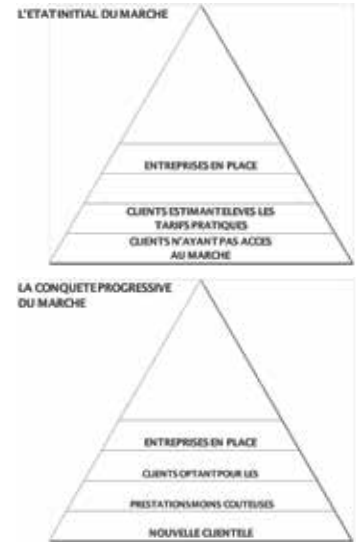 L'ETAT INITIAL DU MARCHE
ENTREPRISES EN PLACE
CLIENTS ESTIMANT ELEVES LES
TARIFS PRATIQUES
CLIENTS N'AYANT PAS ACCES
AU MARCHE
LA CONQUETE PROGRESSIVE
DU MARCHE
ENTREPRISES EN PLACE
CLIENTS OPTANT POUR LES
PRESTATIONS MOINS COUTEUSES
NOUVELLE CLIENTELE